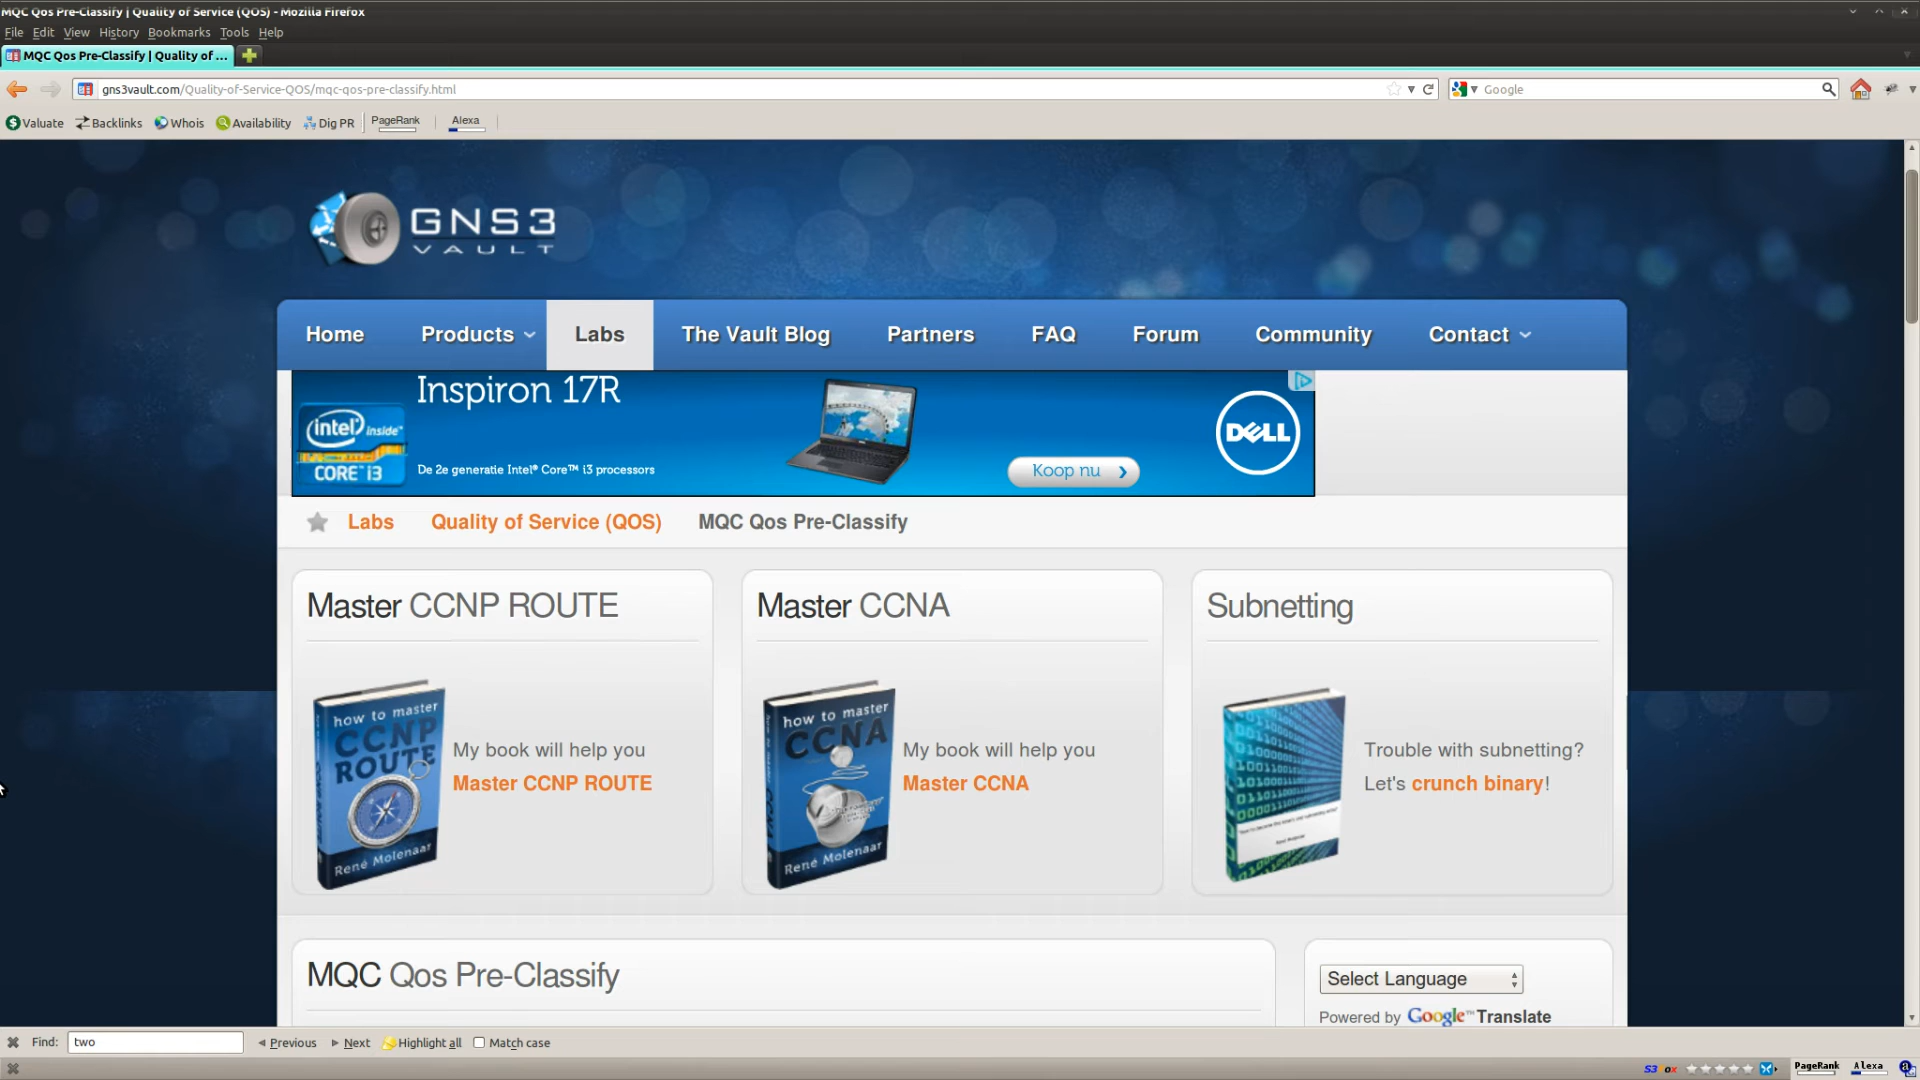 MQC Qos Pre-Classify | Quality of Service (QOS) - Mozilla Firefox
File Edit View History Bookmarks Tools Help
MQC Qos Pre-Classify | Quality of ...
gns3vault.com/Quality-of-Service-QOS/mqc-qos-pre-classify.html
Google
Valuate Backlinks Whois Availability Dig PR PageRank Alexa
GNS3
VAULT
Home Products Labs The Vault Blog Partners FAQ Forum Community Contact
Inspiron 17R
intel inside™
CORE™ i3
De 2e generatie Intel® Core™ i3 processors
Koop nu
DELL
Labs Quality of Service (QOS) MQC Qos Pre-Classify
Master CCNP ROUTE
how to master
CCNP
ROUTE
René Molenaar
My book will help you
Master CCNP ROUTE
Master CCNA
how to master
CCNA
René Molenaar
My book will help you
Master CCNA
Subnetting
Trouble with subnetting?
Let's crunch binary!
MQC Qos Pre-Classify
Select Language
Powered by Google™ Translate
Find: two Previous Next Highlight all Match case
S3 ox PageRank Alexa